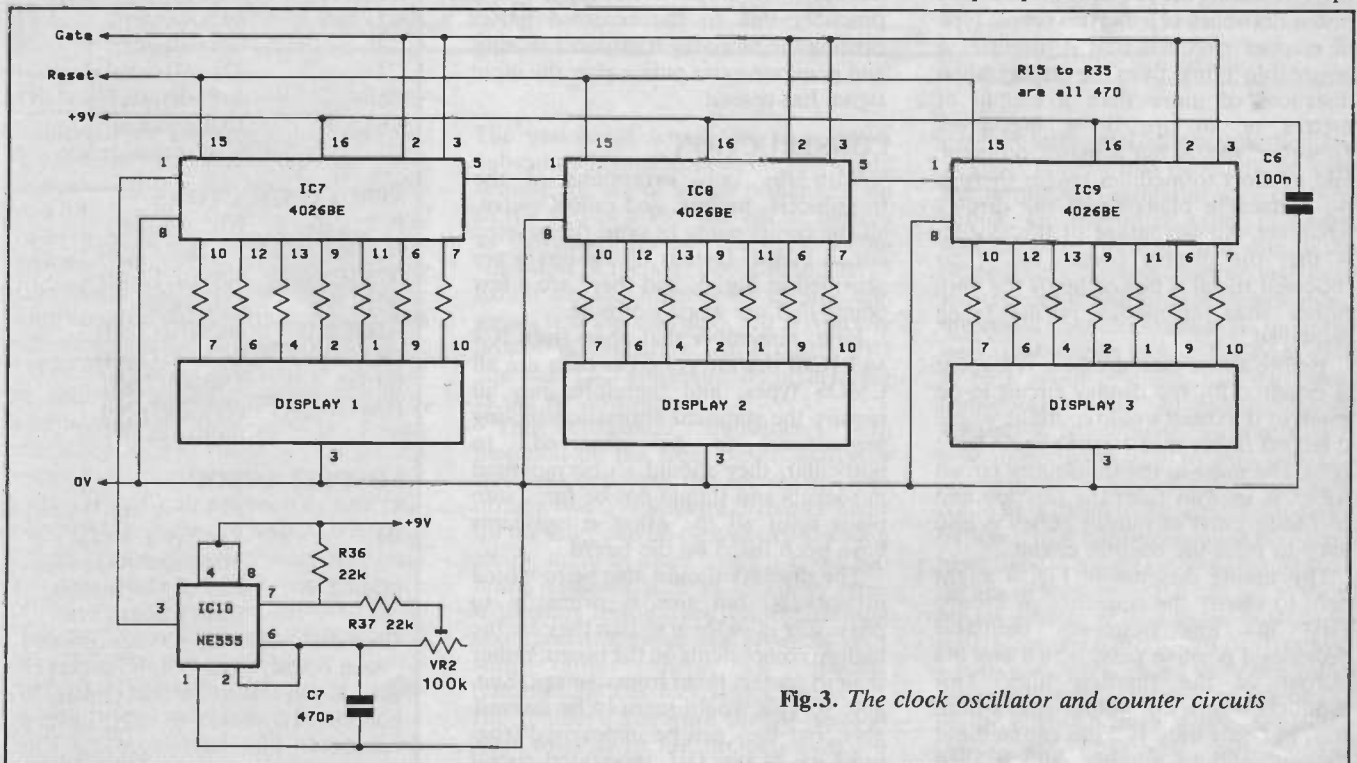 Gate
Reset
+9V
R15 to R35
are all 470
15 16 2 3
15 16 2 3
15 16 2 3
C6
100n
1 IC7 5
4026BE
8
1 IC8 5
4026BE
8
1 IC9
4026BE
8
10 12 13 9 11 6 7
10 12 13 9 11 6 7
10 12 13 9 11 6 7
7 6 4 2 1 9 10
7 6 4 2 1 9 10
7 6 4 2 1 9 10
DISPLAY 1
DISPLAY 2
DISPLAY 3
3
3
3
0V
+9V
R36
22k
4 8
3 IC10 7
NE555
R37 22k
6
VR2
100k
1 2
C7
470p
Fig.3. The clock oscillator and counter circuits